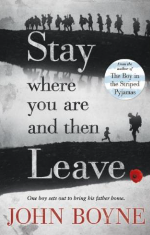 Stay
From the
author of
The Boy in
the Striped
Pyjamas
where
you are
and then
Leave
One boy sets out to bring his father home.
JOHN BOYNE